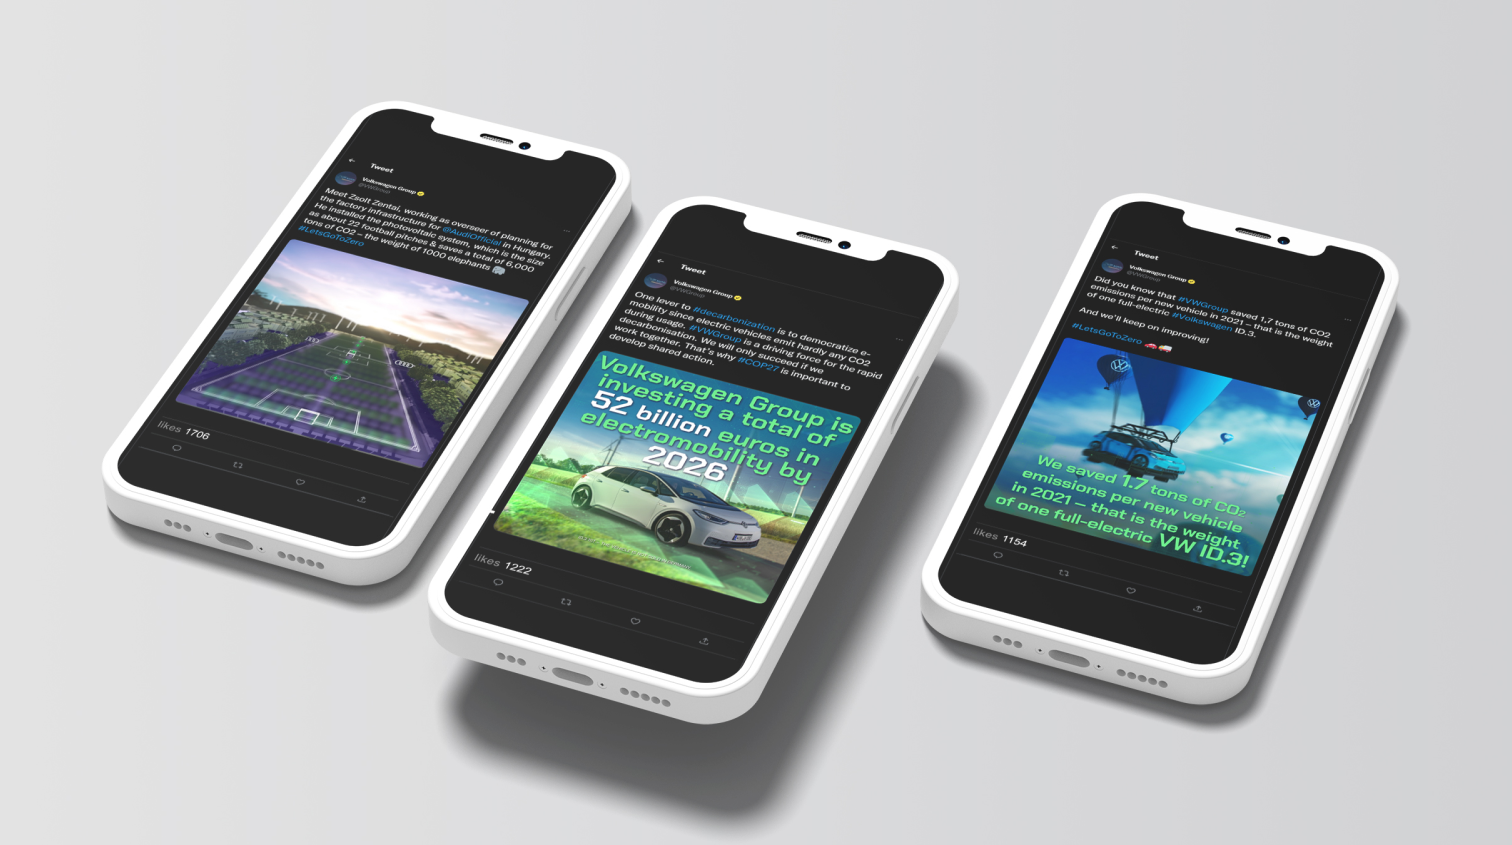 Tweet
Volkswagen Group
@VWGroup
Meet Zsolt Zentai, working as overseer of planning for
the factory infrastructure for @AudiOfficial in Hungary.
He installed the photovoltaic system, which is the size
as about 22 football pitches & saves a total of 6,000
tons of CO2 – the weight of 1000 elephants 🐘
#LetsGoToZero
likes 1706
Tweet
Volkswagen Group
@VWGroup
One lever to #decarbonization is to democratize e-
mobility since electric vehicles emit hardly any CO2
during usage. #VWGroup is a driving force for the rapid
decarbonisation. We will only succeed if we
work together. That's why #COP27 is important to
develop shared action.
Volkswagen Group is
investing a total of
52 billion euros in
electromobility by
2026
likes 1222
Tweet
Volkswagen Group
@VWGroup
Did you know that #VWGroup saved 1,7 tons of CO2
emissions per new vehicle in 2021 – that is the weight
of one full-electric #Volkswagen ID.3.
And we'll keep on improving!
#LetsGoToZero 🚗🚚
We saved 1.7 tons of CO₂
emissions per new vehicle
in 2021 – that is the weight
of one full-electric VW ID.3!
likes 1154